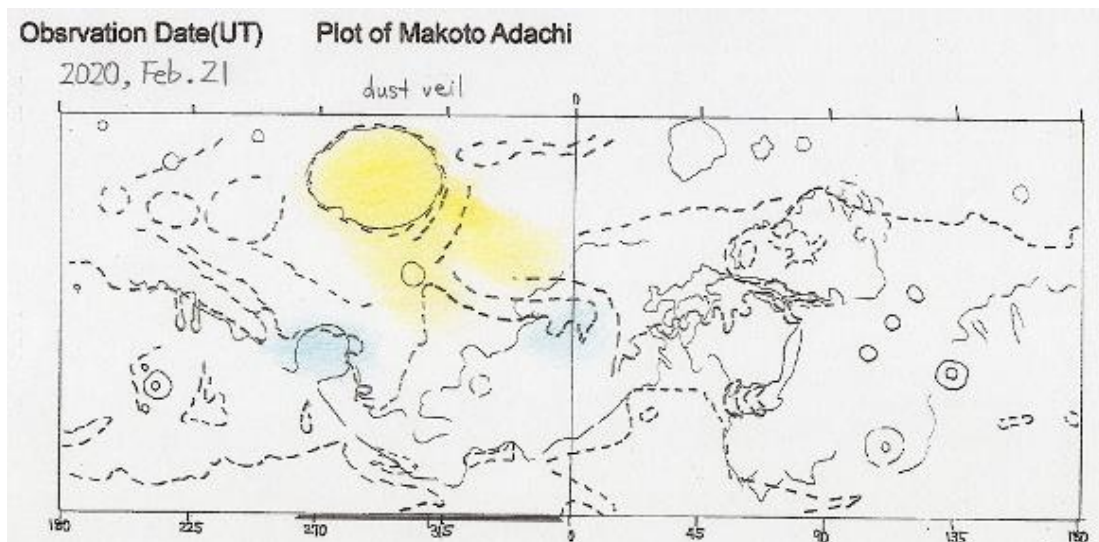 Obsrvation Date(UT) Plot of Makoto Adachi
2020, Feb. 21
dust veil
0
180 225 270 315 0 45 90 135 180